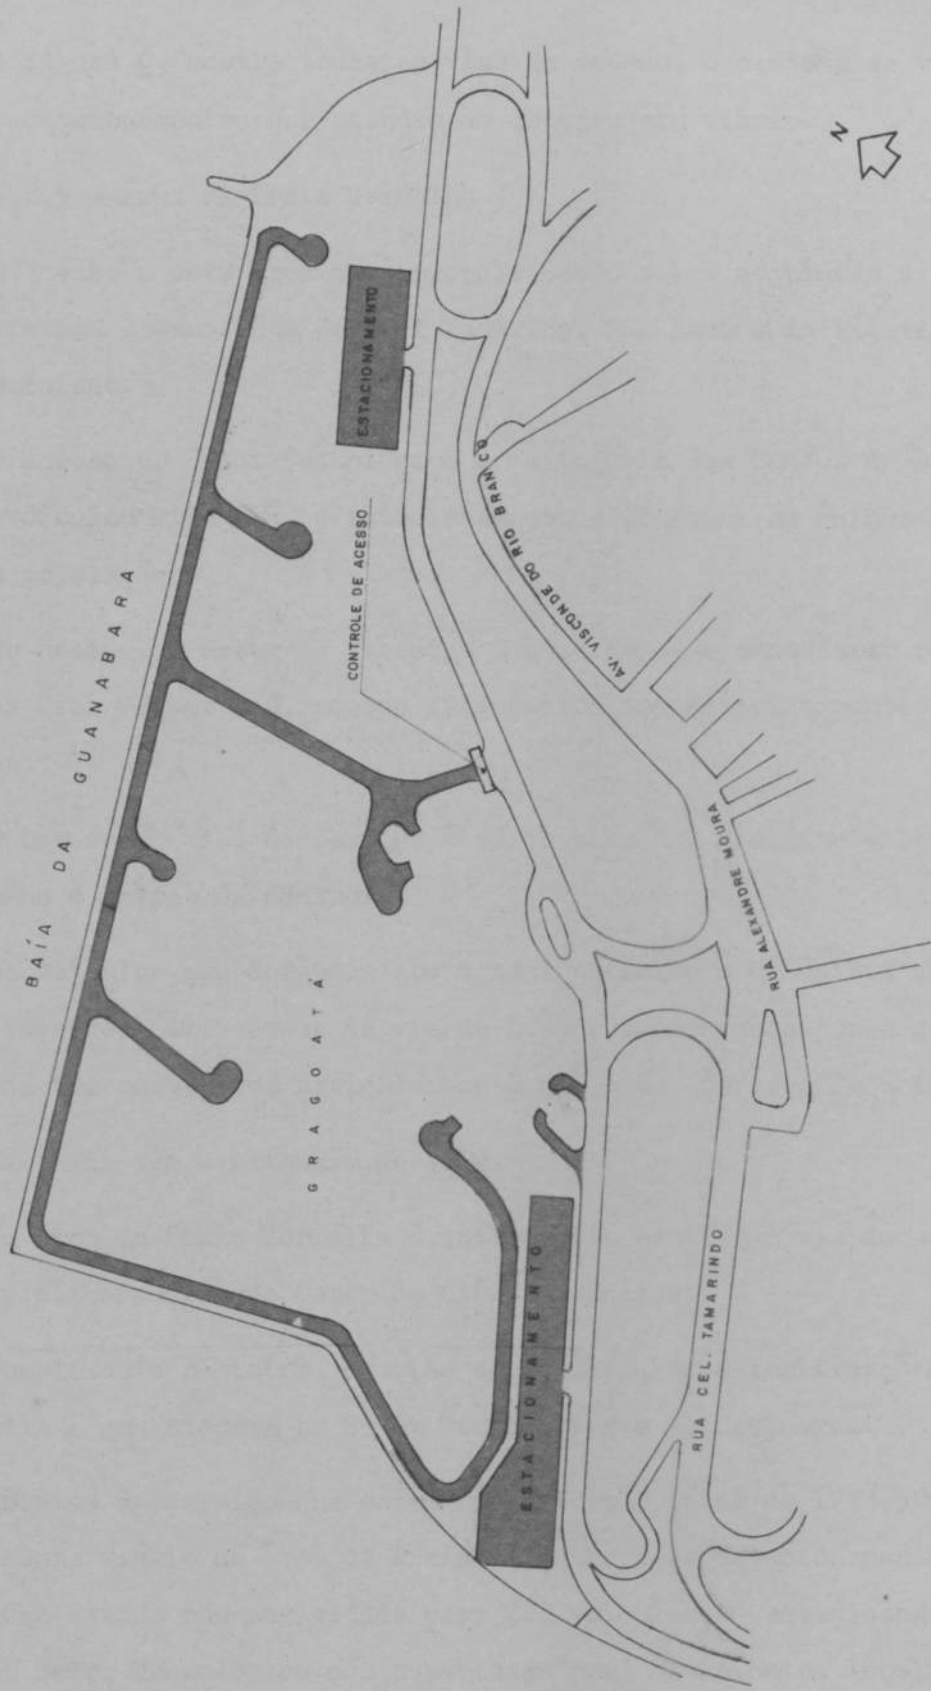 N
ESTACIONAMENTO
AV. VISCONDE DO RIO BRANCO
CONTROLE DE ACESSO
BAÍA DA GUANABARA
RUA ALEXANDRE MOURA
GRAGOATÁ
ESTACIONAMENTO
RUA CEL. TAMARINDO